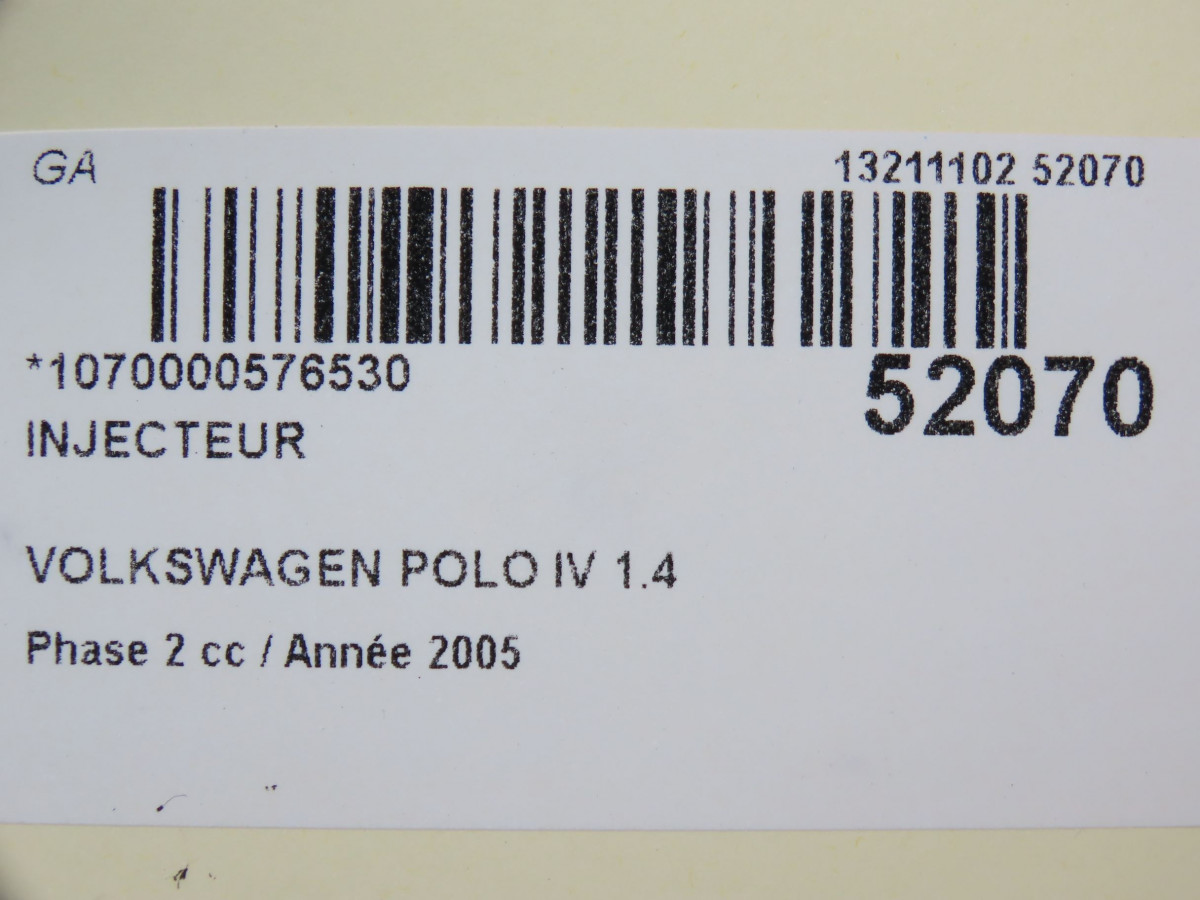 GA 13211102 52070
*1070000576530
52070
INJECTEUR
VOLKSWAGEN POLO IV 1.4
Phase 2 cc / Année 2005